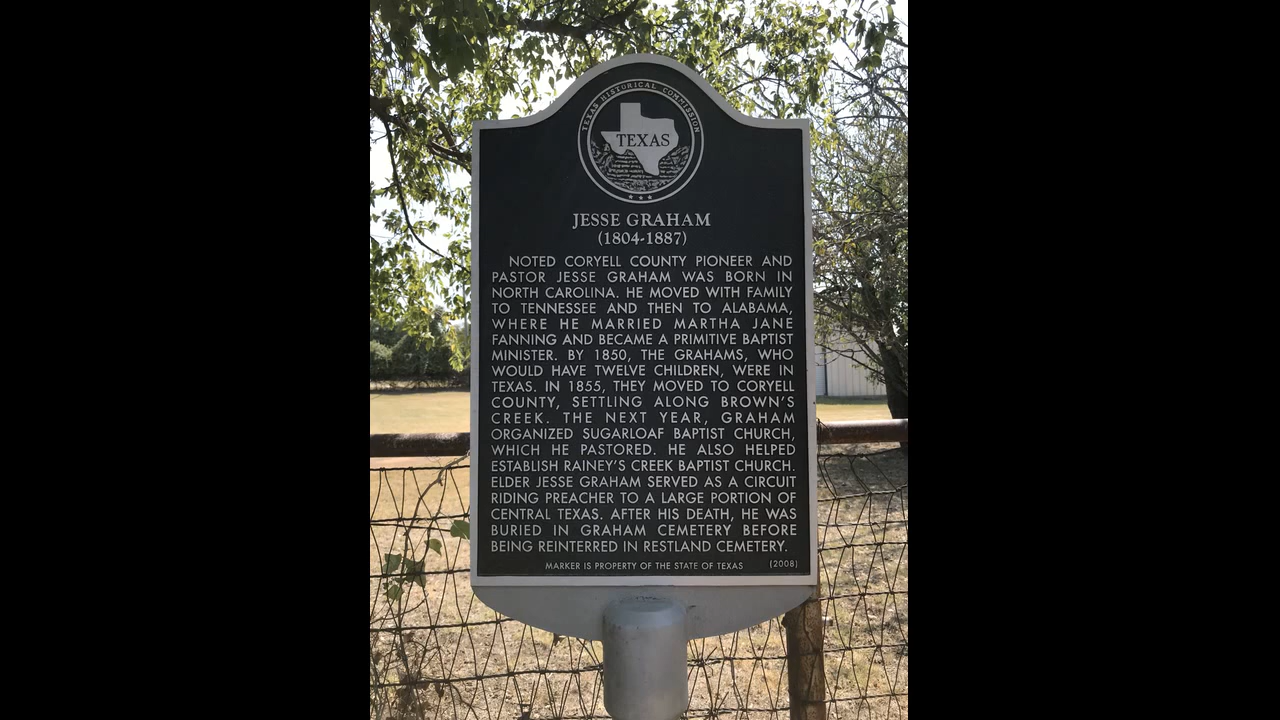 TEXAS HISTORICAL COMMISSION
TEXAS
JESSE GRAHAM
(1804-1887)
NOTED CORYELL COUNTY PIONEER AND
PASTOR JESSE GRAHAM WAS BORN IN
NORTH CAROLINA. HE MOVED WITH FAMILY
TO TENNESSEE AND THEN TO ALABAMA,
WHERE HE MARRIED MARTHA JANE
FANNING AND BECAME A PRIMITIVE BAPTIST
MINISTER. BY 1850, THE GRAHAMS, WHO
WOULD HAVE TWELVE CHILDREN, WERE IN
TEXAS. IN 1855, THEY MOVED TO CORYELL
COUNTY, SETTLING ALONG BROWN'S
CREEK. THE NEXT YEAR, GRAHAM
ORGANIZED SUGARLOAF BAPTIST CHURCH,
WHICH HE PASTORED. HE ALSO HELPED
ESTABLISH RAINEY'S CREEK BAPTIST CHURCH.
ELDER JESSE GRAHAM SERVED AS A CIRCUIT
RIDING PREACHER TO A LARGE PORTION OF
CENTRAL TEXAS. AFTER HIS DEATH, HE WAS
BURIED IN GRAHAM CEMETERY BEFORE
BEING REINTERRED IN RESTLAND CEMETERY.
MARKER IS PROPERTY OF THE STATE OF TEXAS (2008)